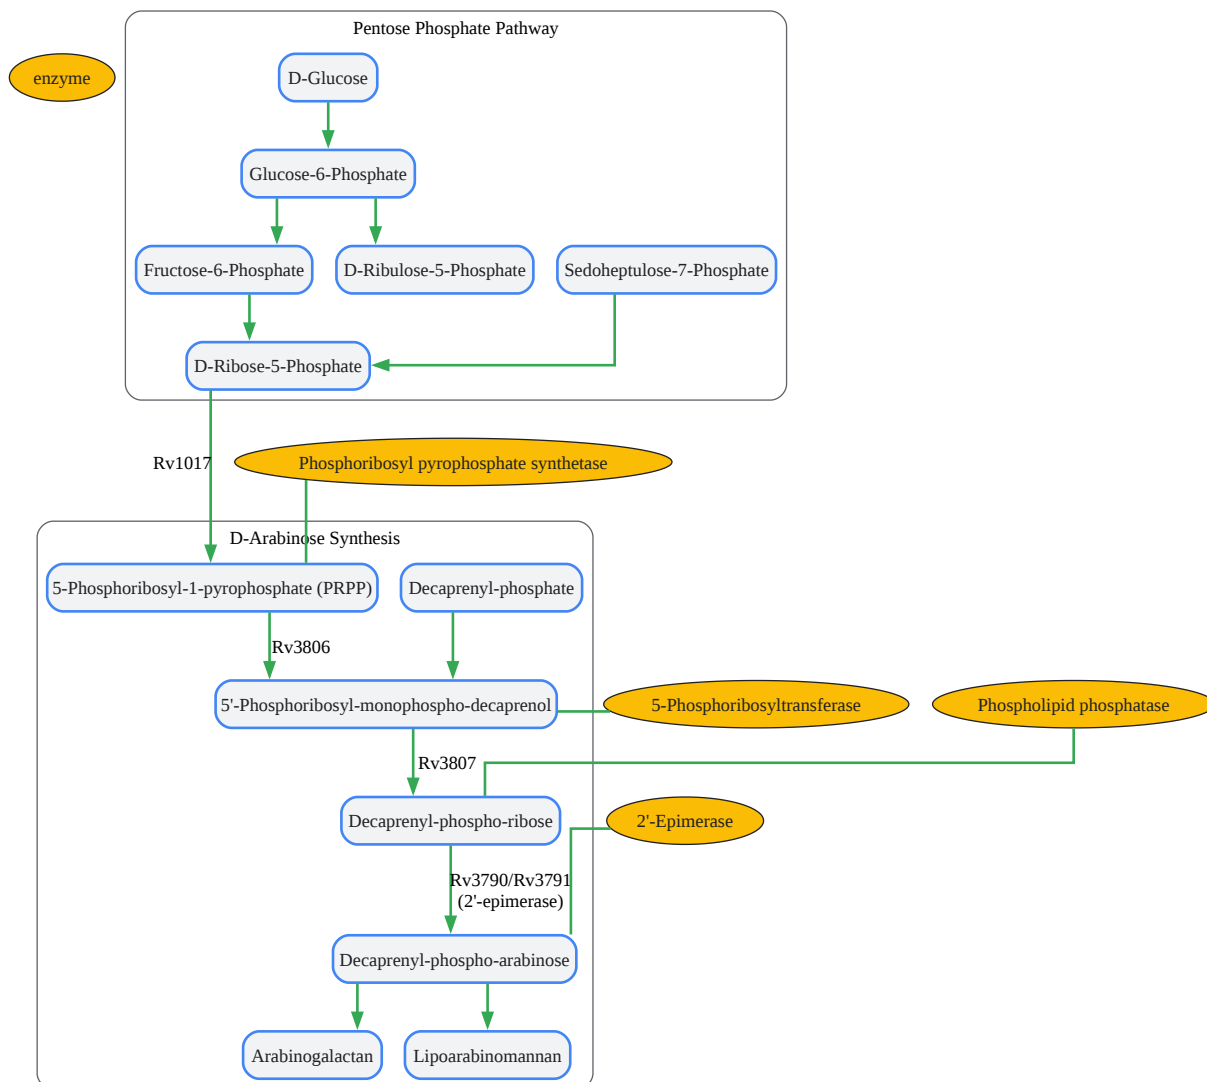 Pentose Phosphate Pathway
enzyme
D-Glucose
Glucose-6-Phosphate
Fructose-6-Phosphate
D-Ribulose-5-Phosphate
Sedoheptulose-7-Phosphate
D-Ribose-5-Phosphate
Rv1017
Phosphoribosyl pyrophosphate synthetase
D-Arabinose Synthesis
5-Phosphoribosyl-1-pyrophosphate (PRPP)
Decaprenyl-phosphate
Rv3806
5'-Phosphoribosyl-monophospho-decaprenol
5-Phosphoribosyltransferase
Phospholipid phosphatase
Rv3807
Decaprenyl-phospho-ribose
2'-Epimerase
Rv3790/Rv3791
(2'-epimerase)
Decaprenyl-phospho-arabinose
Arabinogalactan
Lipoarabinomannan